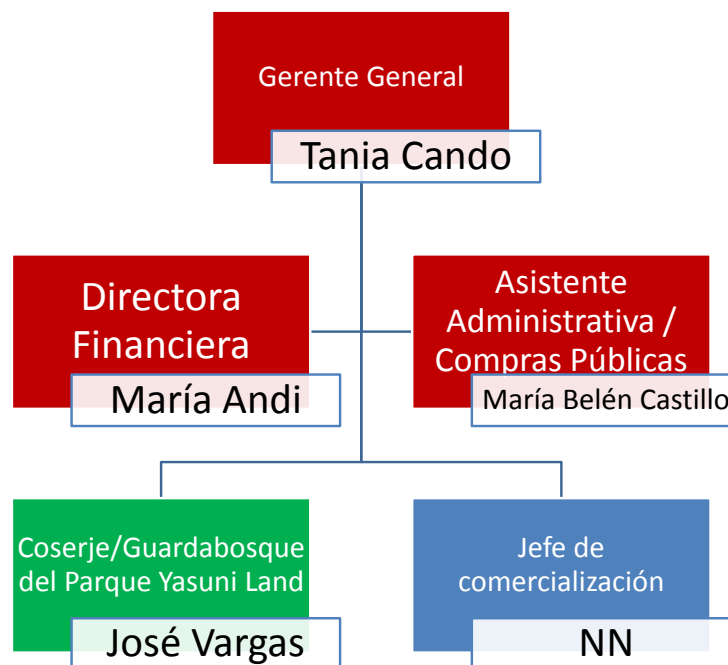 Gerente General
Tania Cando
Directora
Financiera
María Andi
Asistente
Administrativa /
Compras Públicas
María Belén Castillo
Coserje/Guardabosque
del Parque Yasuni Land
José Vargas
Jefe de
comercialización
NN